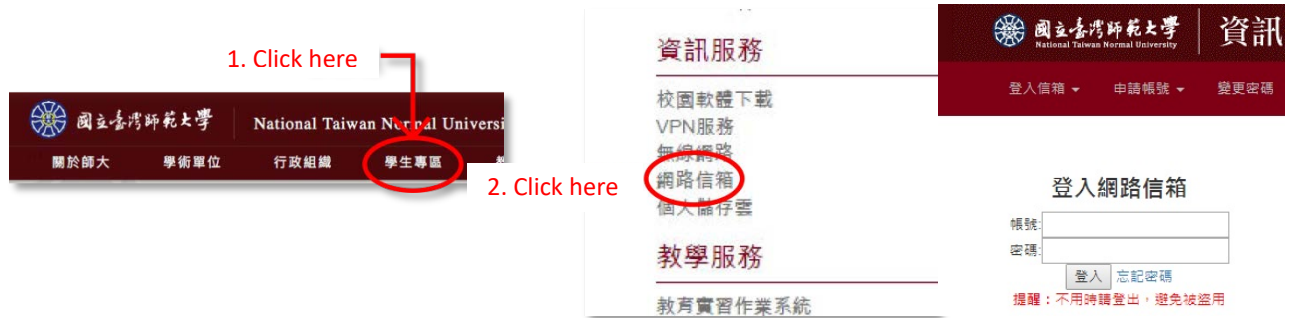 1. Click here
國立臺灣師範大學
National Taiwan Normal Universi
關於師大 學術單位 行政組織 學生專區
2. Click here
資訊服務
校園軟體下載
VPN服務
無線網路
網路信箱
個人儲存雲
教學服務
教育實習作業系統
國立臺灣師範大學
National Taiwan Normal University
資訊
登入信箱 申請帳號 變更密碼
登入網路信箱
帳號:
密碼:
登入 忘記密碼
提醒：不用時請登出，避免被盜用